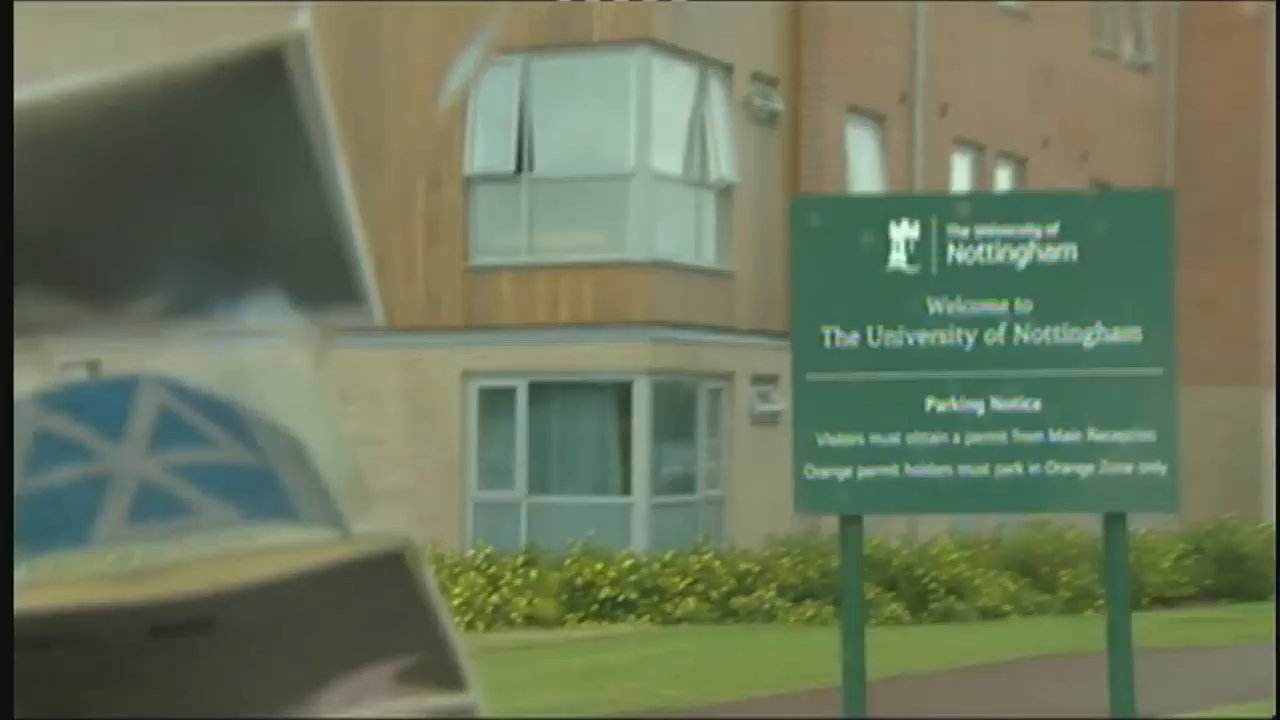 The University of
Nottingham
Welcome to
The University of Nottingham
Parking Notice
Visitors must obtain a permit from Main Reception
Orange permit holders must park in Orange Zone only